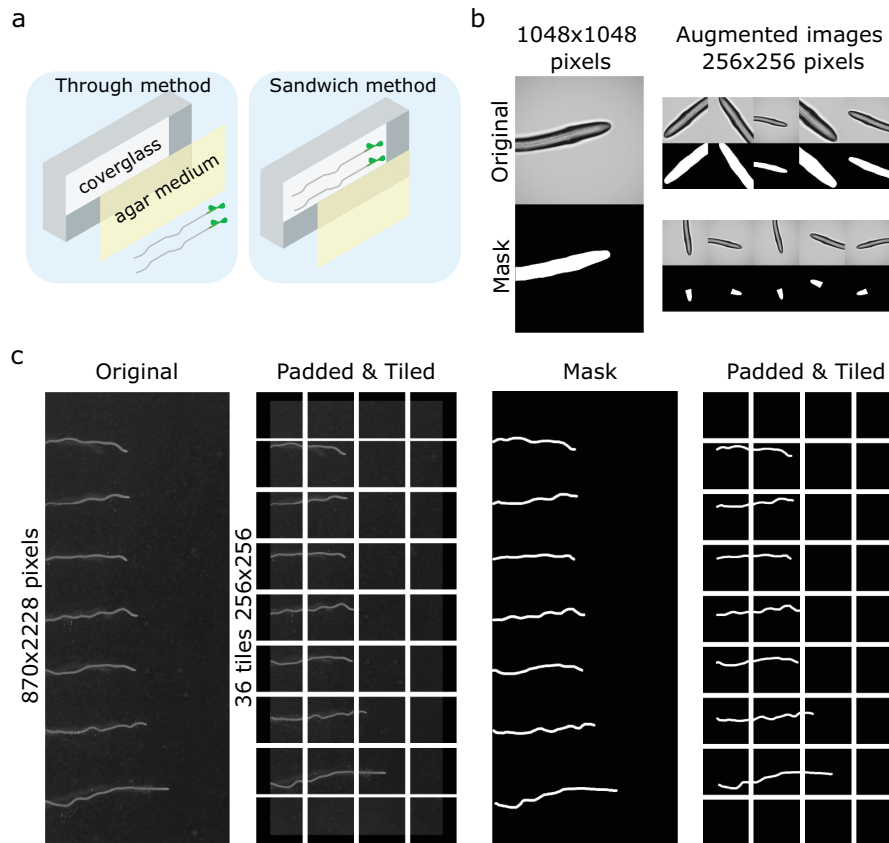 a
Through method
coverglass
agar medium
Sandwich method
b
1048x1048
pixels
Augmented images
256x256 pixels
Original
Mask
c
Original
Padded & Tiled
Mask
Padded & Tiled
870x2228 pixels
36 tiles 256x256